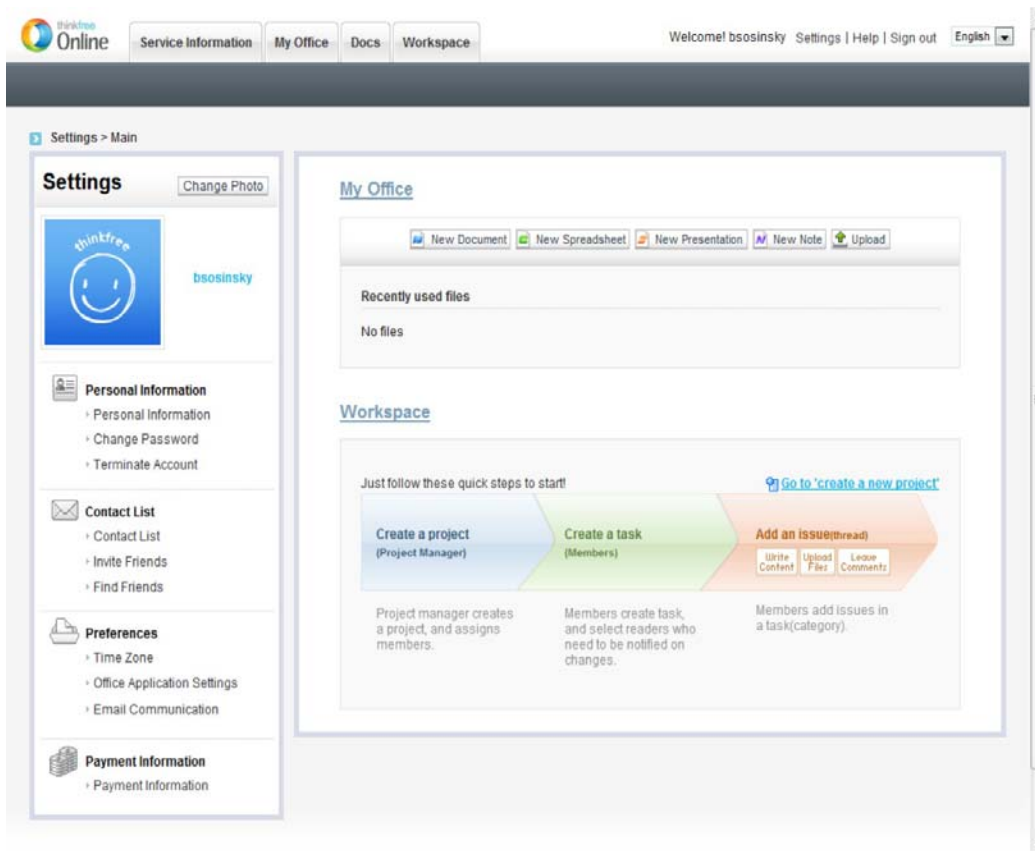 thinkfree
Online
Service Information
My Office
Docs
Workspace
Welcome! bsosinsky Settings | Help | Sign out
English
Settings > Main
Settings
Change Photo
thinkfree
bsosinsky
Personal Information
Personal Information
Change Password
Terminate Account
Contact List
Contact List
Invite Friends
Find Friends
Preferences
Time Zone
Office Application Settings
Email Communication
Payment Information
Payment Information
My Office
New Document
New Spreadsheet
New Presentation
New Note
Upload
Recently used files
No files
Workspace
Just follow these quick steps to start!
Go to 'create a new project'
Create a project
(Project Manager)
Project manager creates
a project, and assigns
members.
Create a task
(Members)
Members create task,
and select readers who
need to be notified on
changes.
Add an issue(thread)
Write
Content
Upload
Files
Leave
Comments
Members add issues in
a task(category).